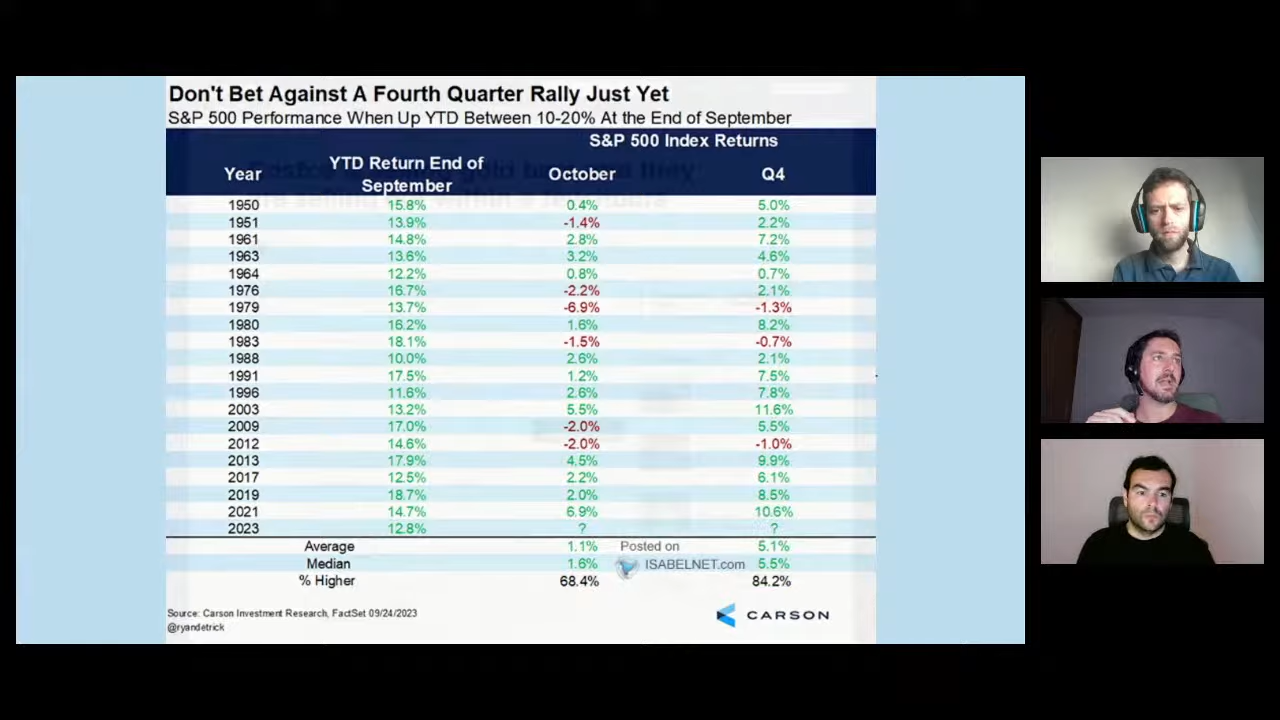 Don't Bet Against A Fourth Quarter Rally Just Yet
S&P 500 Performance When Up YTD Between 10-20% At the End of September
S&P 500 Index Returns
Year YTD Return End of September October Q4
1950 15.8% 0.4% 5.0%
1951 13.9% -1.4% 2.2%
1961 14.8% 2.8% 7.2%
1963 13.6% 3.2% 4.6%
1964 12.2% 0.8% 0.7%
1976 16.7% -2.2% 2.1%
1979 13.7% -6.9% -1.3%
1980 16.2% 1.6% 8.2%
1983 18.1% -1.5% -0.7%
1988 10.0% 2.6% 2.1%
1991 17.5% 1.2% 7.5%
1996 11.6% 2.6% 7.8%
2003 13.2% 5.5% 11.6%
2009 17.0% -2.0% 5.5%
2012 14.6% -2.0% -1.0%
2013 17.9% 4.5% 9.9%
2017 12.5% 2.2% 6.1%
2019 18.7% 2.0% 8.5%
2021 14.7% 6.9% 10.6%
2023 12.8% ? ?
Average 1.1% Posted on 5.1%
Median 1.6% ISABELNET.com 5.5%
% Higher 68.4% 84.2%
Source: Carson Investment Research, FactSet 09/24/2023
@ryandetrick
CARSON